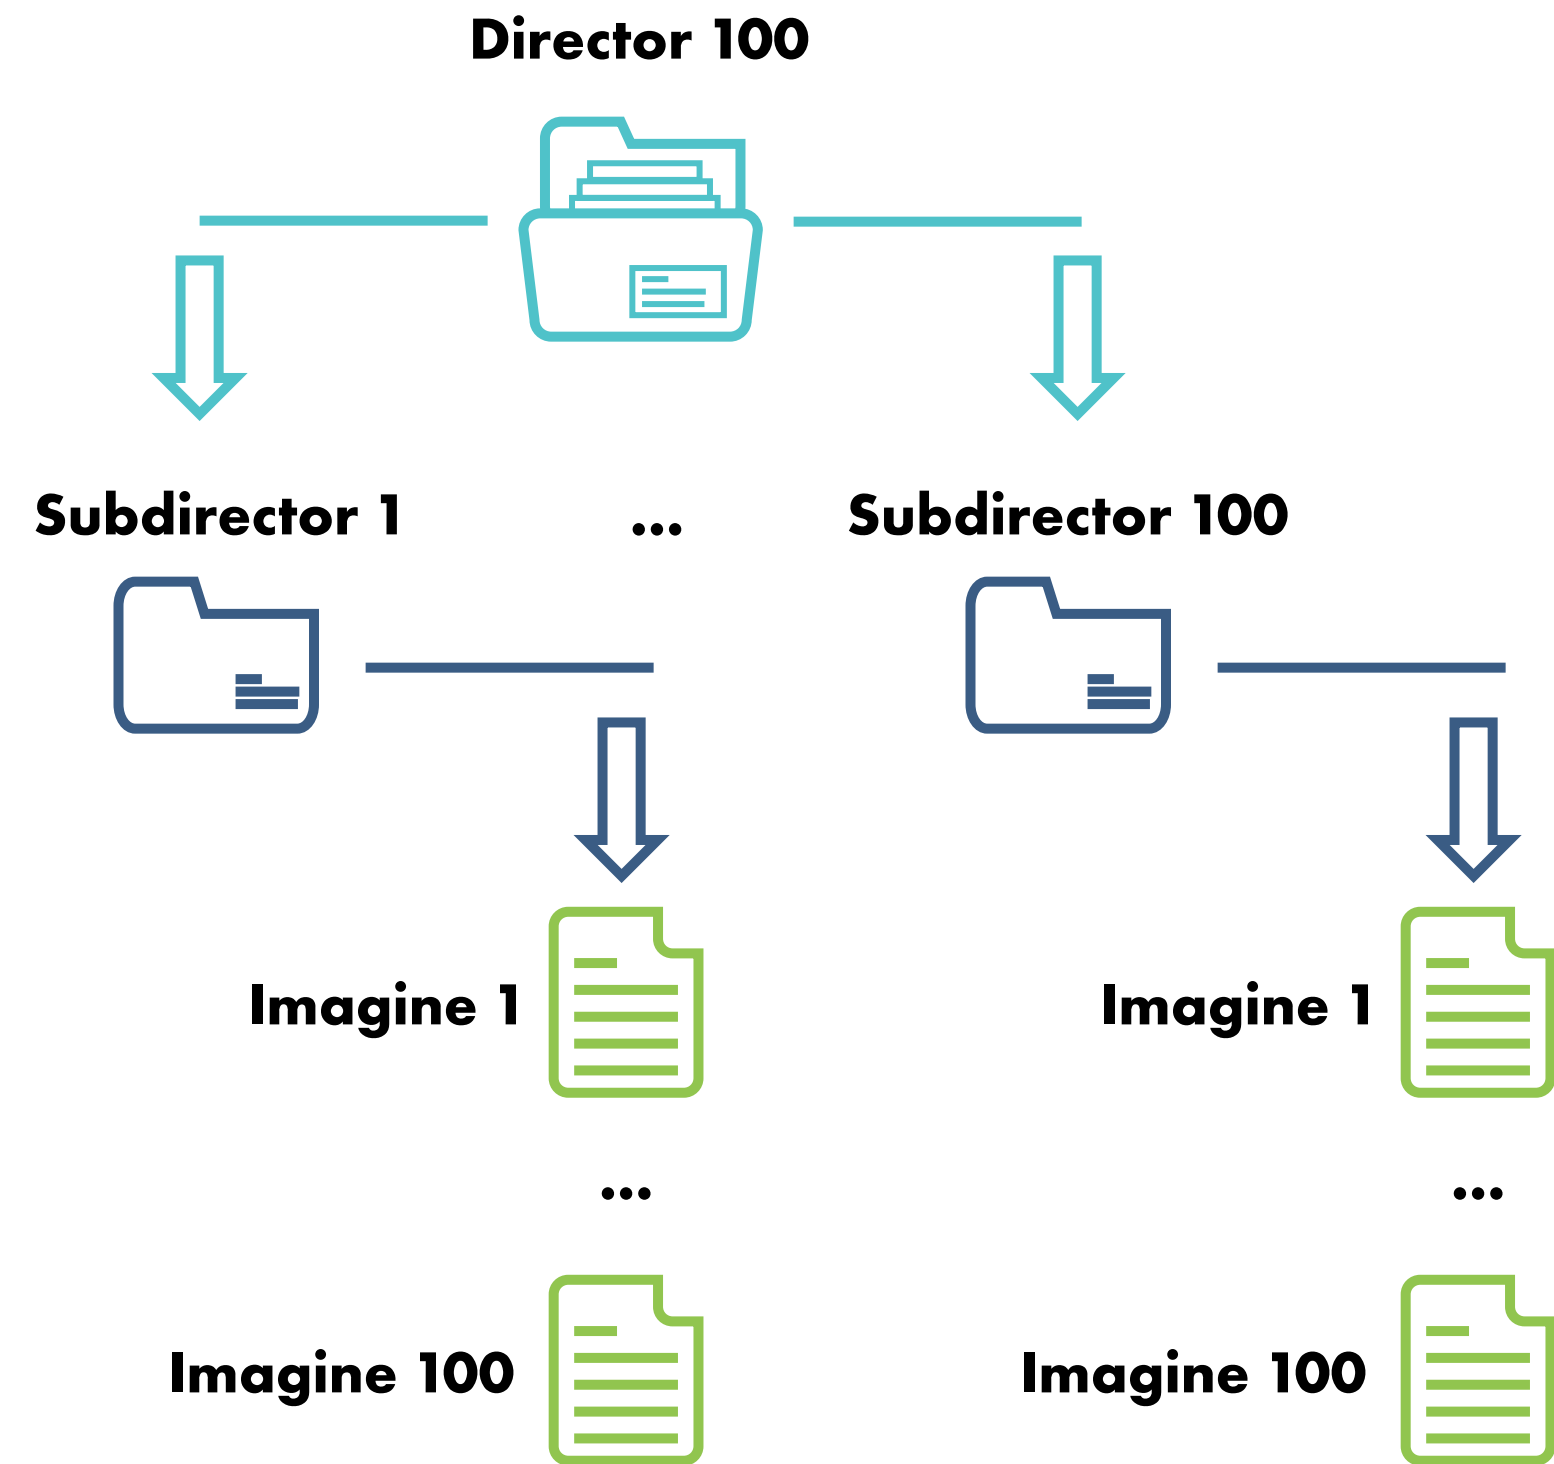 Director 100
Subdirector 1
...
Subdirector 100
Imagine 1
Imagine 1
...
...
Imagine 100
Imagine 100